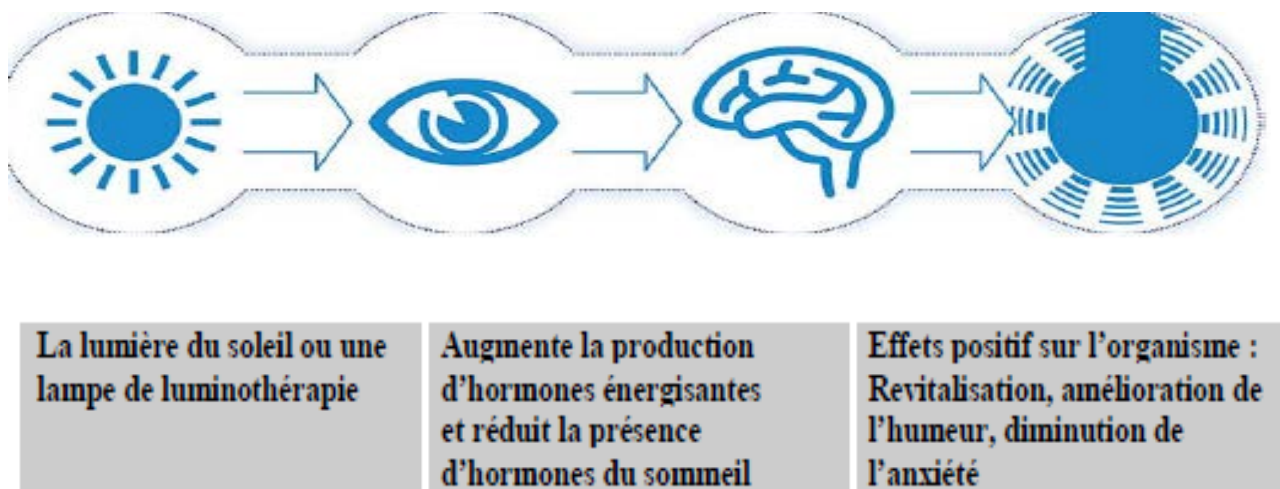 La lumière du soleil ou une
lampe de luminothérapie
Augmente la production
d’hormones énergisantes
et réduit la présence
d’hormones du sommeil
Effets positif sur l’organisme :
Revitalisation, amélioration de
l’humeur, diminution de
l’anxiété